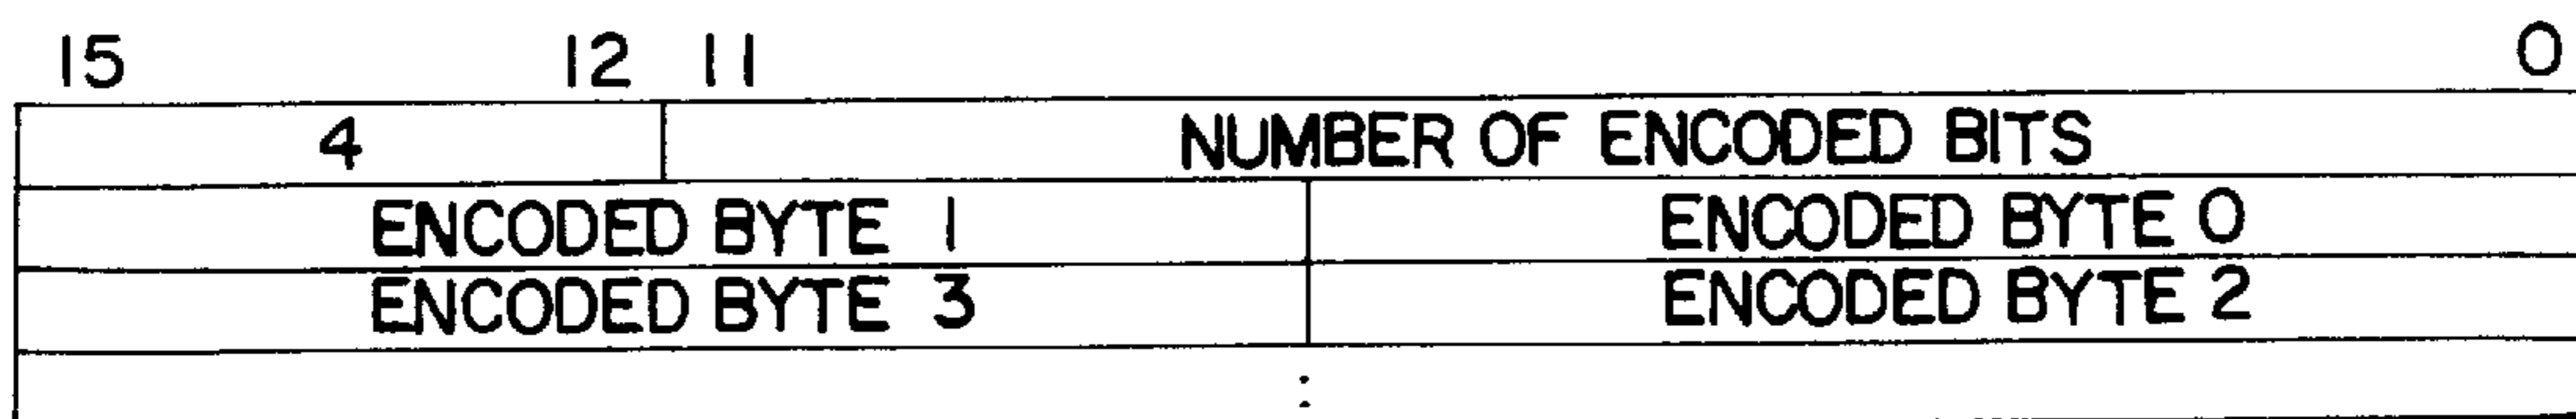 15 12 11 0
4 NUMBER OF ENCODED BITS
ENCODED BYTE 1 ENCODED BYTE 0
ENCODED BYTE 3 ENCODED BYTE 2
: